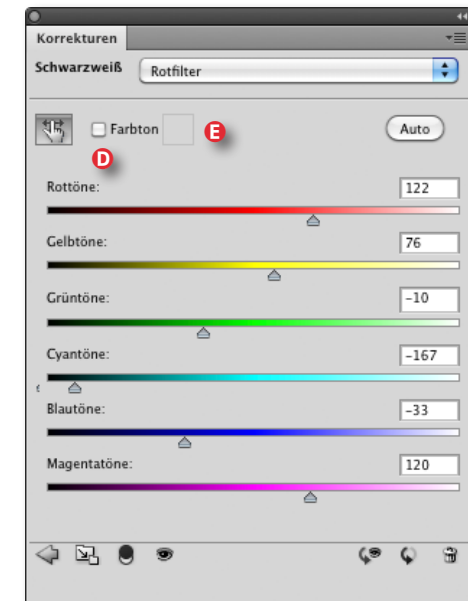 Korrekturen
Schwarzweiß Rotfilter
Farbton E Auto
D
Rottöne: 122
Gelbtöne: 76
Grüntöne: -10
Cyantöne: -167
Blautöne: -33
Magentatöne: 120